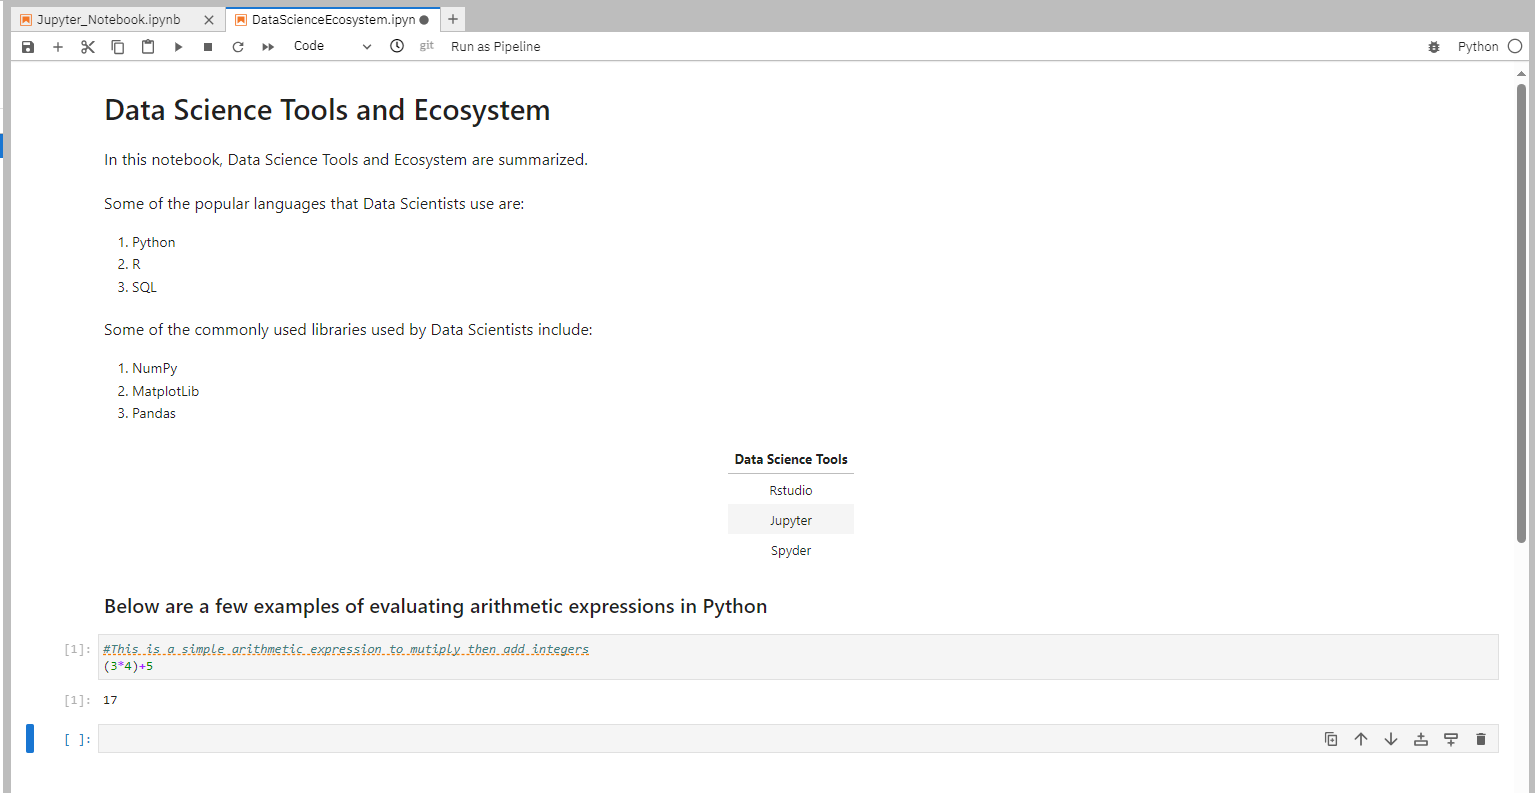 Jupyter_Notebook.ipynb
DataScienceEcosystem.ipyn
Code
git
Run as Pipeline
Python
Data Science Tools and Ecosystem
In this notebook, Data Science Tools and Ecosystem are summarized.
Some of the popular languages that Data Scientists use are:
1. Python
2. R
3. SQL
Some of the commonly used libraries used by Data Scientists include:
1. NumPy
2. MatplotLib
3. Pandas
Data Science Tools
Rstudio
Jupyter
Spyder
Below are a few examples of evaluating arithmetic expressions in Python
[1]: #This is a simple arithmetic expression to mutiply then add integers
(3*4)+5
[1]: 17
[ ]: